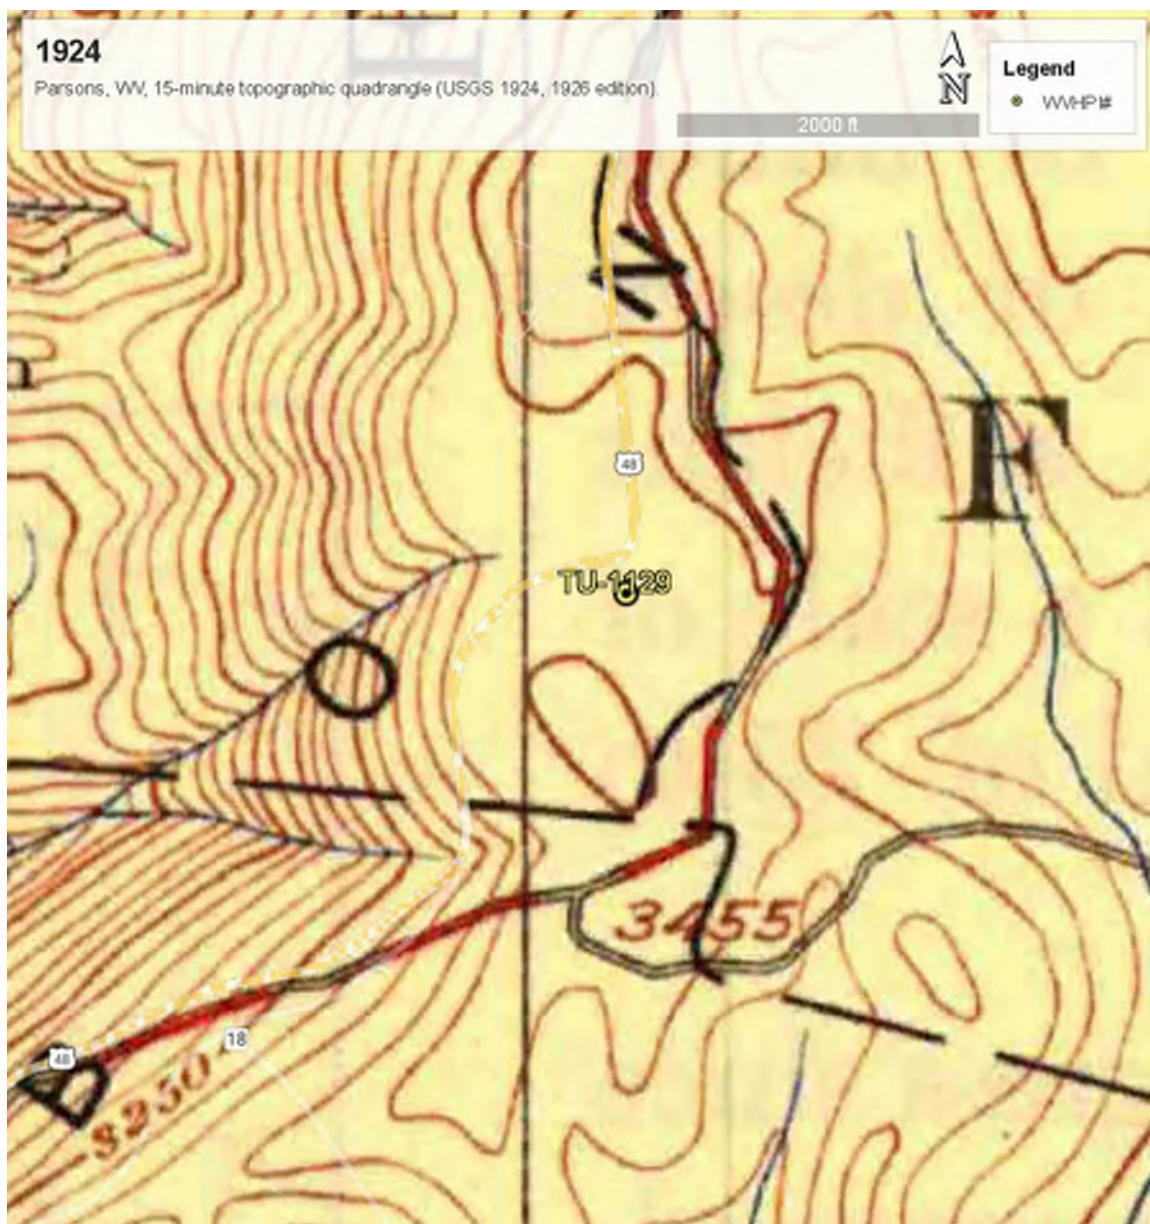 1924
Parsons, WV, 15-minute topographic quadrangle (USGS 1924, 1926 edition).
N
2000 ft
Legend
WVHPI#
n
F
48
TU-1129
O
3455
18
48
B
3250